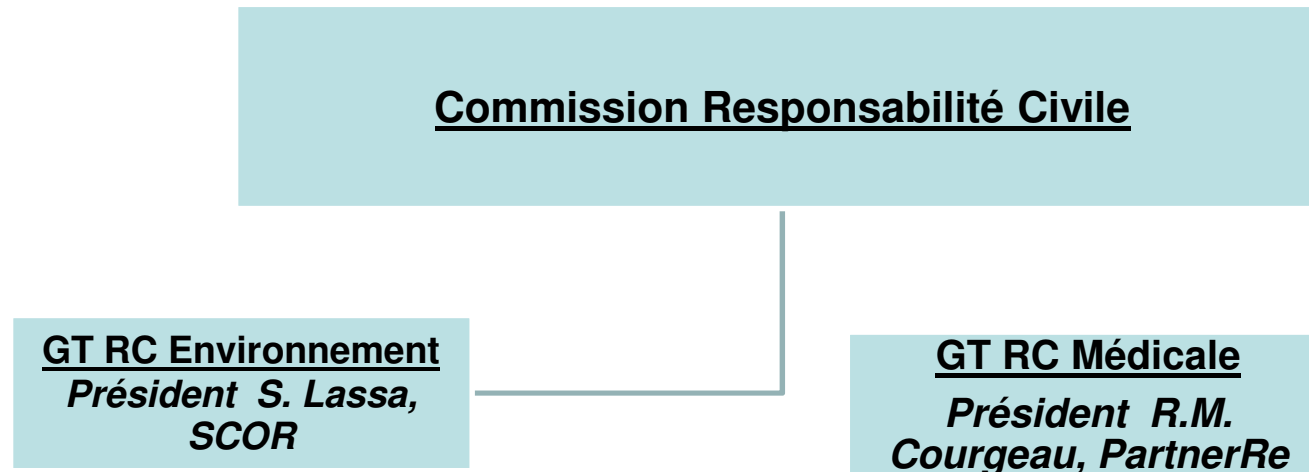 Commission Responsabilité Civile
GT RC Environnement
Président S. Lassa,
SCOR
GT RC Médicale
Président R.M.
Courgeau, PartnerRe